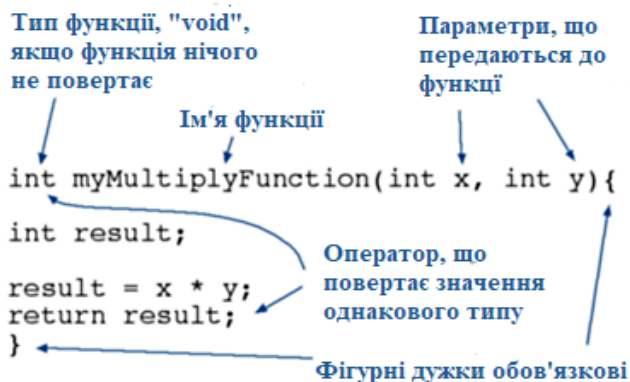 Тип функції, "void",
якщо функція нічого
не повертає
Параметри, що
передаються до
функцї
Ім'я функції
int myMultiplyFunction(int x, int y){
int result;
result = x * y;
return result;
}
Оператор, що
повертає значення
однакового типу
Фігурні дужки обов'язкові